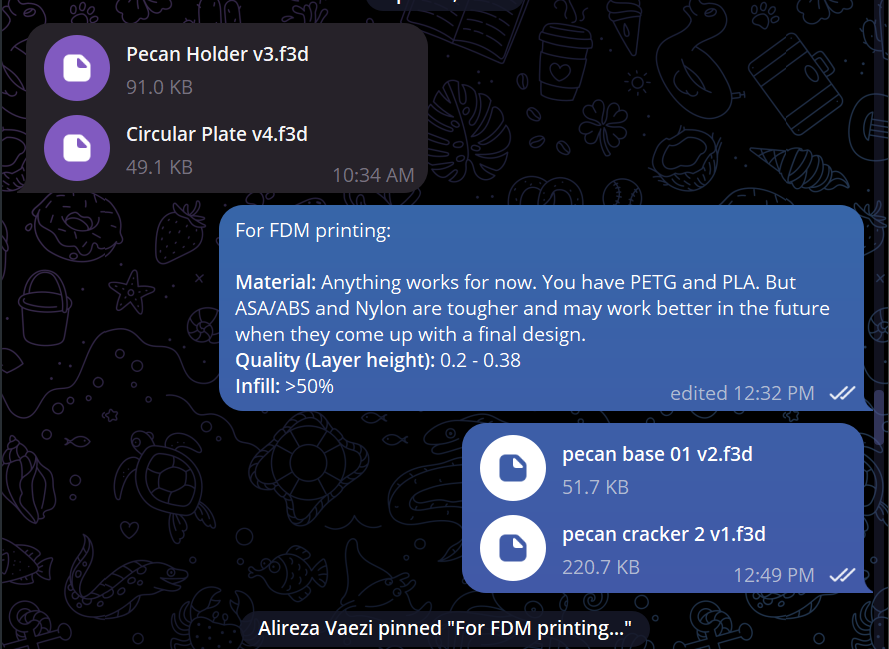 Pecan Holder v3.f3d
91.0 KB
Circular Plate v4.f3d
49.1 KB
10:34 AM
For FDM printing:
Material: Anything works for now. You have PETG and PLA. But
ASA/ABS and Nylon are tougher and may work better in the future
when they come up with a final design.
Quality (Layer height): 0.2 - 0.38
Infill: >50%
edited 12:32 PM
pecan base 01 v2.f3d
51.7 KB
pecan cracker 2 v1.f3d
220.7 KB
12:49 PM
Alireza Vaezi pinned "For FDM printing..."